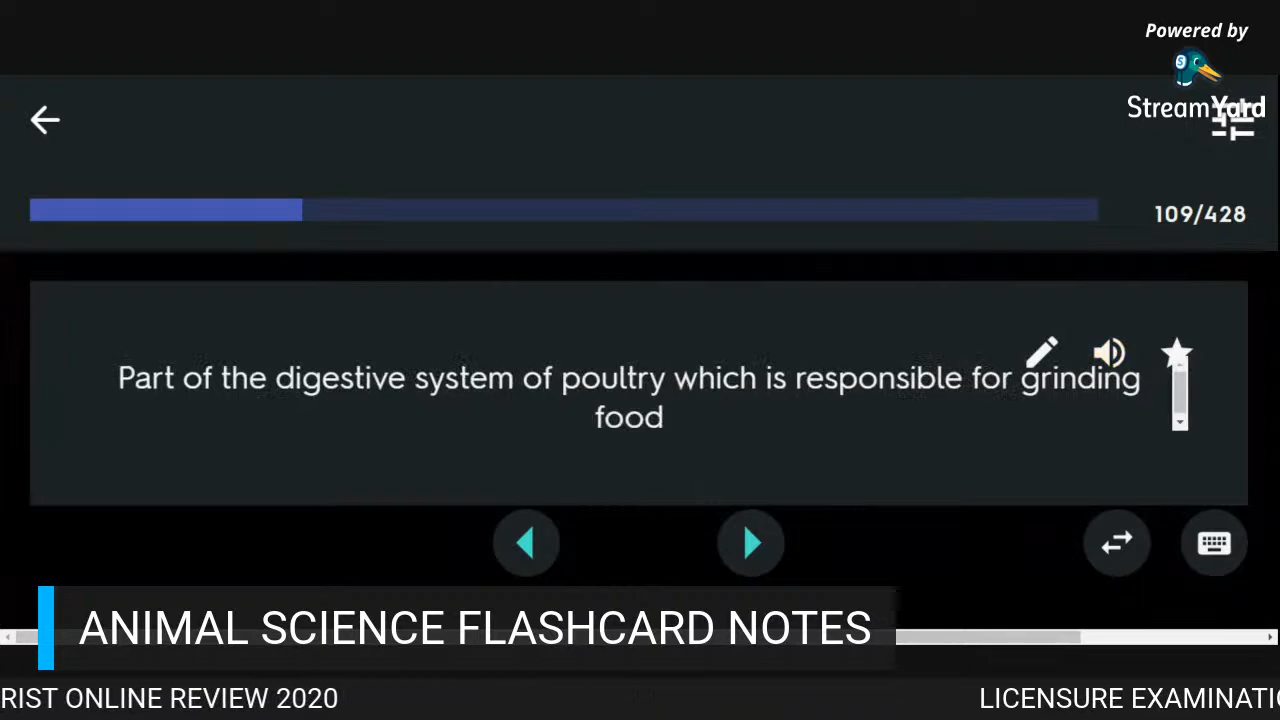 Powered by
StreamYard
109/428
Part of the digestive system of poultry which is responsible for grinding
food
ANIMAL SCIENCE FLASHCARD NOTES
RIST ONLINE REVIEW 2020 LICENSURE EXAMINATI